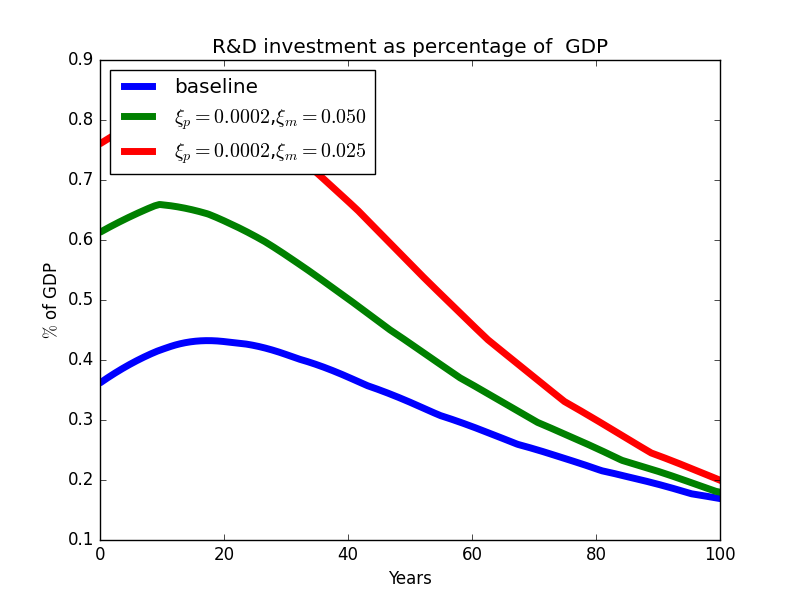 R&D investment as percentage of  GDP
0.9
0.8
0.7
0.6
0.5
0.4
0.3
0.2
0.1
% of GDP
baseline
ξp = 0.0002,ξm = 0.050
ξp = 0.0002,ξm = 0.025
0 20 40 60 80 100
Years